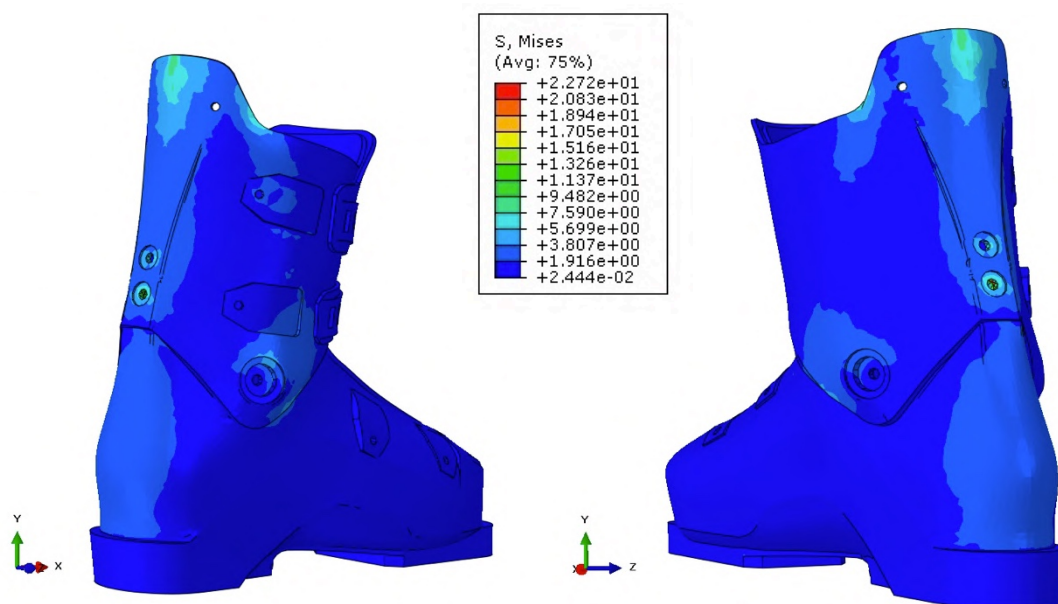 S, Mises
(Avg: 75%)
+2.272e+01
+2.083e+01
+1.894e+01
+1.705e+01
+1.516e+01
+1.326e+01
+1.137e+01
+9.482e+00
+7.590e+00
+5.699e+00
+3.807e+00
+1.916e+00
+2.444e-02
Y
X
Y
X
Z